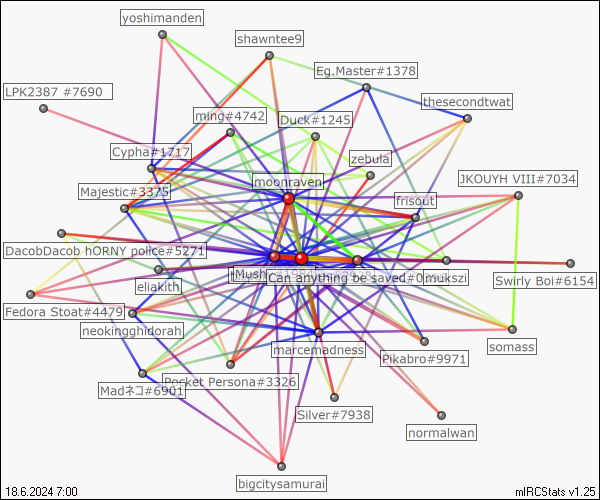 yoshimanden
shawntee9
Eg.Master#1378
LPK2387 #7690
thesecondtwat
ming#4742
Duck#1245
Cypha#1717
zebula
moonraven
JKOUYH VIII#7034
Majestic#3375
frisout
DacobDacob hORNY police#5271
Mush
Can anything be saved#0
mukszi
eliakith
Swirly Boi#6154
Fedora Stoat#4479
neokingghidorah
somass
marcemadness
Pikabro#9971
Pocket Persona#3326
Madネコ#6901
Silver#7938
normalwan
bigcitysamurai
18.6.2024 7:00
mIRCStats v1.25